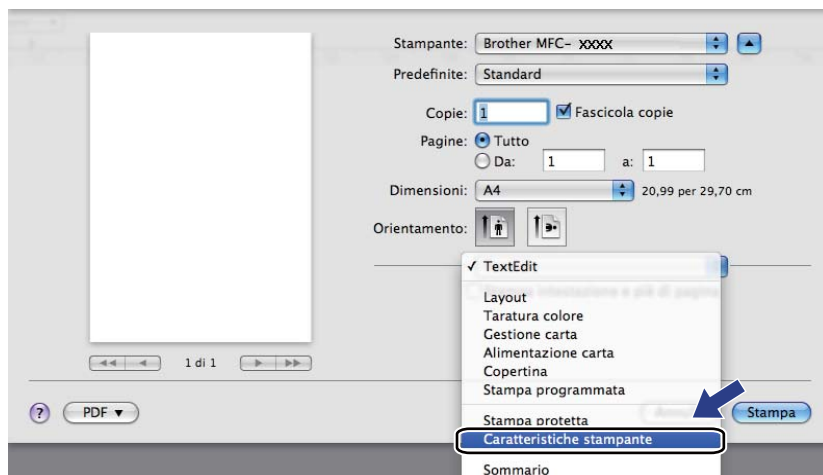 Stampante: Brother MFC- XXXX
Predefinite: Standard
Copie: 1 Fascicola copie
Pagine: Tutto
Da: 1 a: 1
Dimensioni: A4 20,99 per 29,70 cm
Orientamento:
TextEdit
Layout
Taratura colore
Gestione carta
Alimentazione carta
Copertina
Stampa programmata
Stampa protetta
Caratteristiche stampante
Sommario
1 di 1
? PDF
Stampa